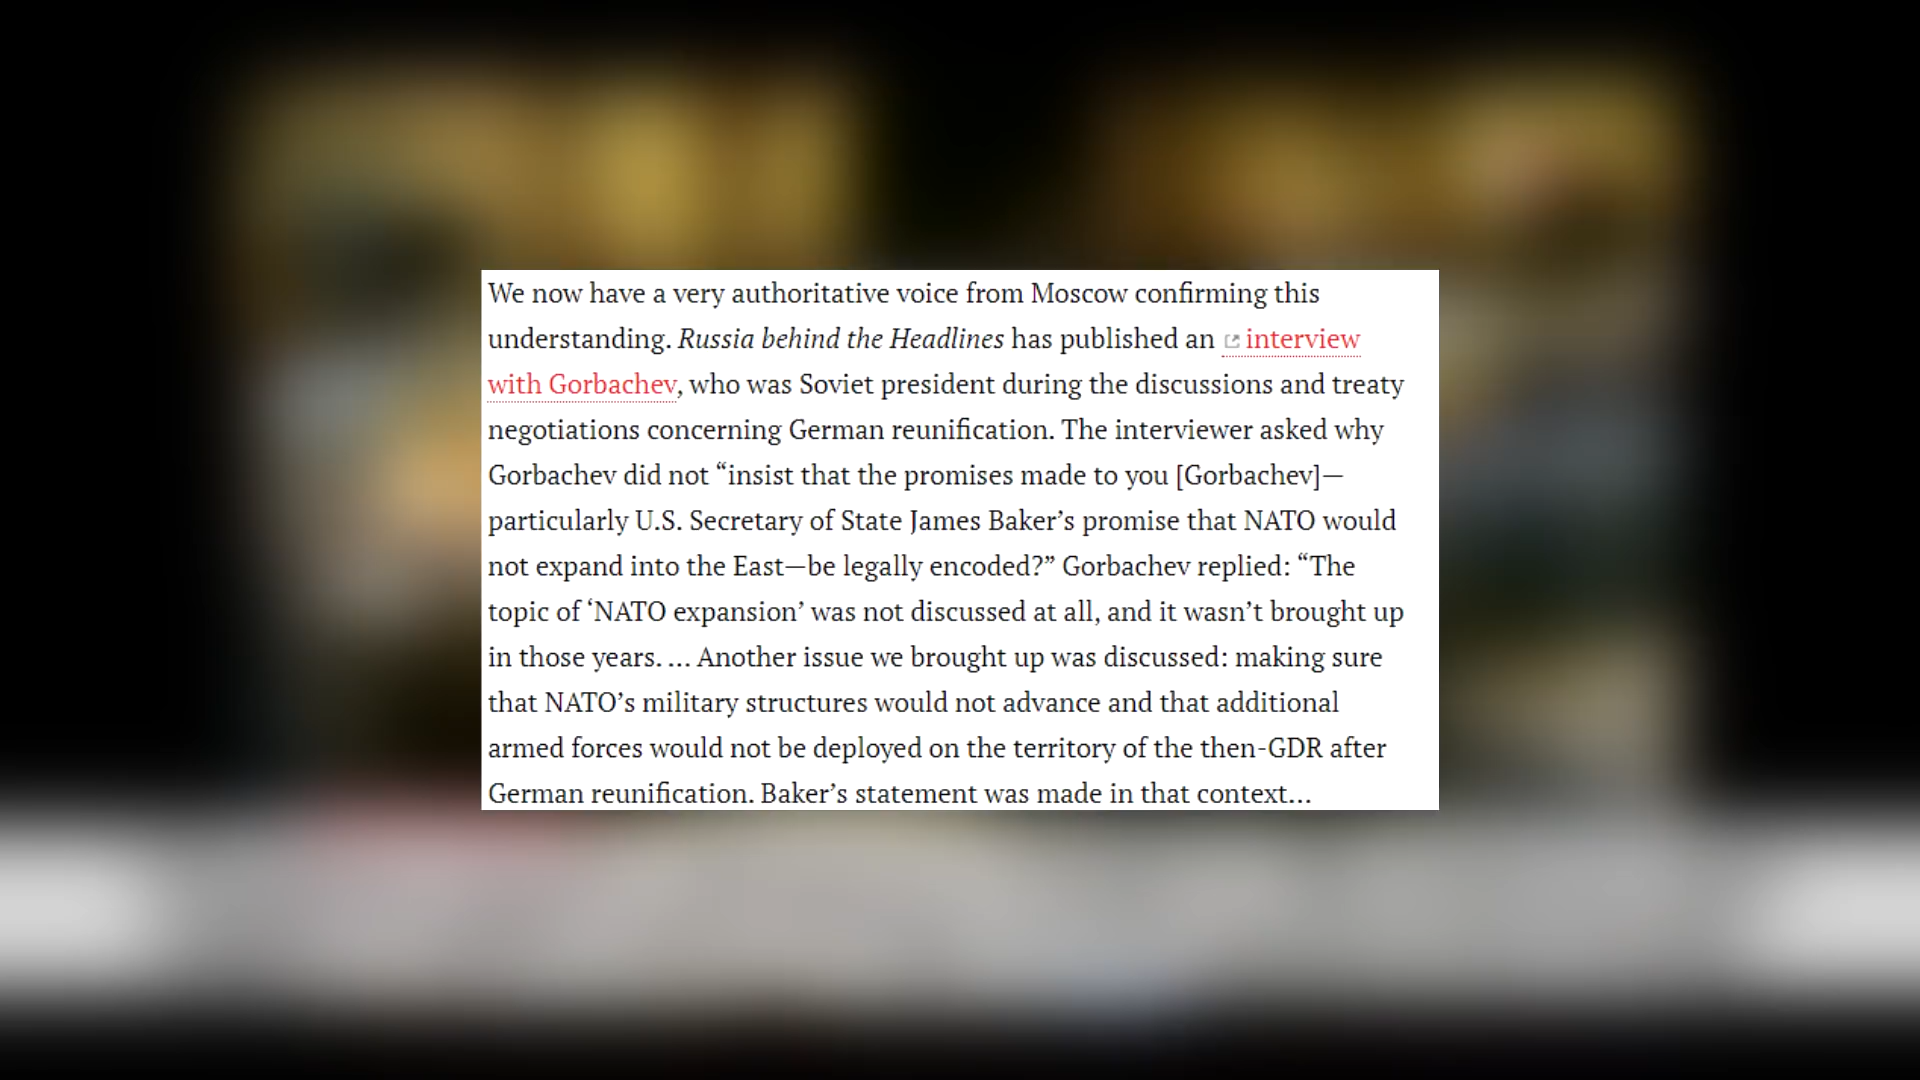 We now have a very authoritative voice from Moscow confirming this
understanding. Russia behind the Headlines has published an interview
with Gorbachev, who was Soviet president during the discussions and treaty
negotiations concerning German reunification. The interviewer asked why
Gorbachev did not “insist that the promises made to you [Gorbachev]—
particularly U.S. Secretary of State James Baker’s promise that NATO would
not expand into the East—be legally encoded?” Gorbachev replied: “The
topic of ‘NATO expansion’ was not discussed at all, and it wasn’t brought up
in those years. … Another issue we brought up was discussed: making sure
that NATO’s military structures would not advance and that additional
armed forces would not be deployed on the territory of the then-GDR after
German reunification. Baker’s statement was made in that context…